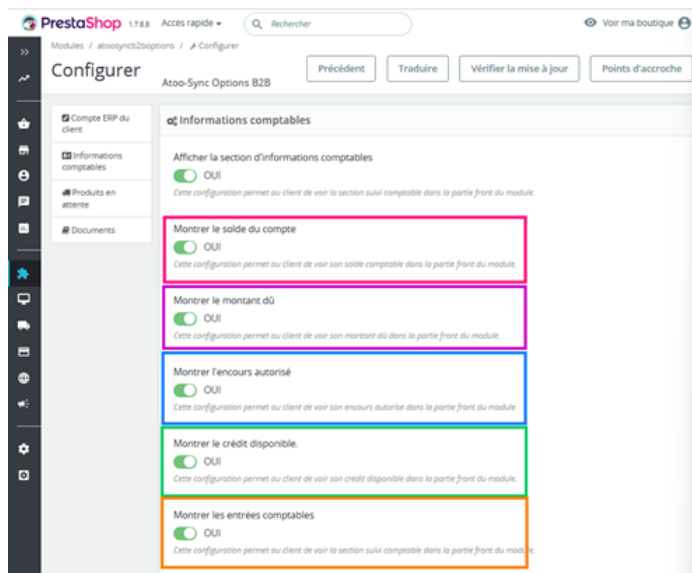 PrestaShop 1.7.8.8 Accès rapide Rechercher Voir ma boutique
Modules / atoosyncb2boptions / Configurer
Configurer
Atoo-Sync Options B2B
Précédent Traduire Vérifier la mise à jour Points d'accroche
Compte ERP du
client
Informations
comptables
Produits en
attente
Documents
Informations comptables
Afficher la section d'informations comptables
OUI
Cette configuration permet au client de voir la section suivi comptable dans la partie front du module.
Montrer le solde du compte
OUI
Cette configuration permet au client de voir son solde comptable dans la partie front du module.
Montrer le montant dû
OUI
Cette configuration permet au client de voir son montant dû dans la partie front du module.
Montrer l'encours autorisé
OUI
Cette configuration permet au client de voir son encours autorisé dans la partie front du module.
Montrer le crédit disponible.
OUI
Cette configuration permet au client de voir son crédit disponible dans la partie front du module.
Montrer les entrées comptables
OUI
Cette configuration permet au client de voir la section suivi comptable dans la partie front du module.